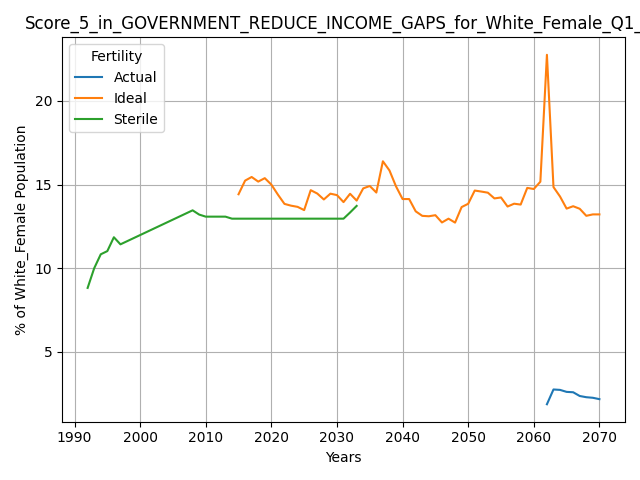 Score_5_in_GOVERNMENT_REDUCE_INCOME_GAPS_for_White_Female_Q1_
Fertility
Actual
Ideal
Sterile
% of White_Female Population
20
15
10
5
1990 2000 2010 2020 2030 2040 2050 2060 2070
Years